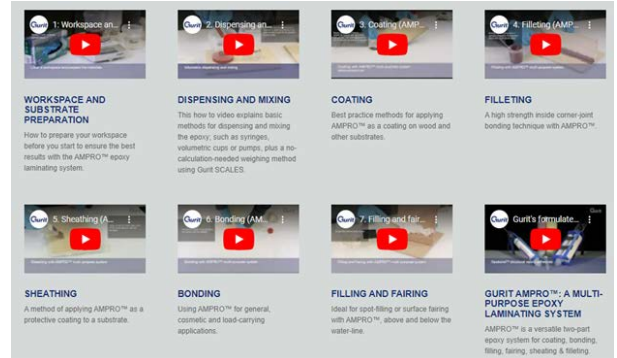 Gurit 1: Workspace an...
Gurit 2. Dispensing an...
Gurit 3. Coating (AMP...
Gurit 4. Filleting (AMP...
WORKSPACE AND
SUBSTRATE
PREPARATION
How to prepare your workspace
before you start to ensure the best
results with the AMPRO™ epoxy
laminating system.
DISPENSING AND MIXING
This how to video explains basic
methods for dispensing and mixing
the epoxy; such as syringes,
volumetric cups or pumps, plus a no-
calculation-needed weighing method
using Gurit SCALES.
COATING
Best practice methods for applying
AMPRO™ as a coating on wood and
other substrates.
FILLETING
A high strength inside corner-joint
bonding technique with AMPRO™.
Gurit 5. Sheathing (A...
Gurit 6. Bonding (AM...
Gurit 7. Filling and fair...
Gurit Gurit's formulate...
SHEATHING
A method of applying AMPRO™ as a
protective coating to a substrate.
BONDING
Using AMPRO™ for general,
cosmetic and load-carrying
applications.
FILLING AND FAIRING
Ideal for spot-filling or surface fairing
with AMPRO™, above and below the
water-line.
GURIT AMPRO™: A MULTI-
PURPOSE EPOXY
LAMINATING SYSTEM
AMPRO™ is a versatile two-part
epoxy system for coating, bonding,
filling, fairing, sheathing & filleting.